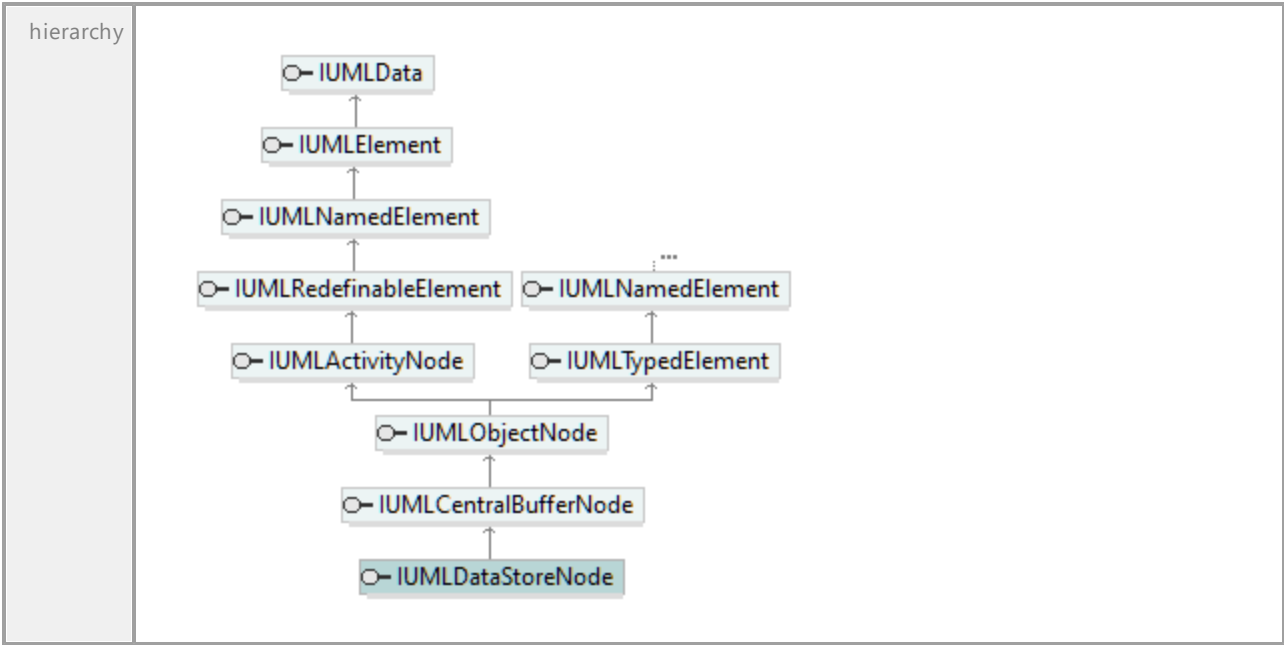 hierarchy
IUMLData
IUMLElement
IUMLNamedElement
...
IUMLRedefinableElement
IUMLNamedElement
IUMLActivityNode
IUMLTypedElement
IUMLObjectNode
IUMLCentralBufferNode
IUMLDataStoreNode